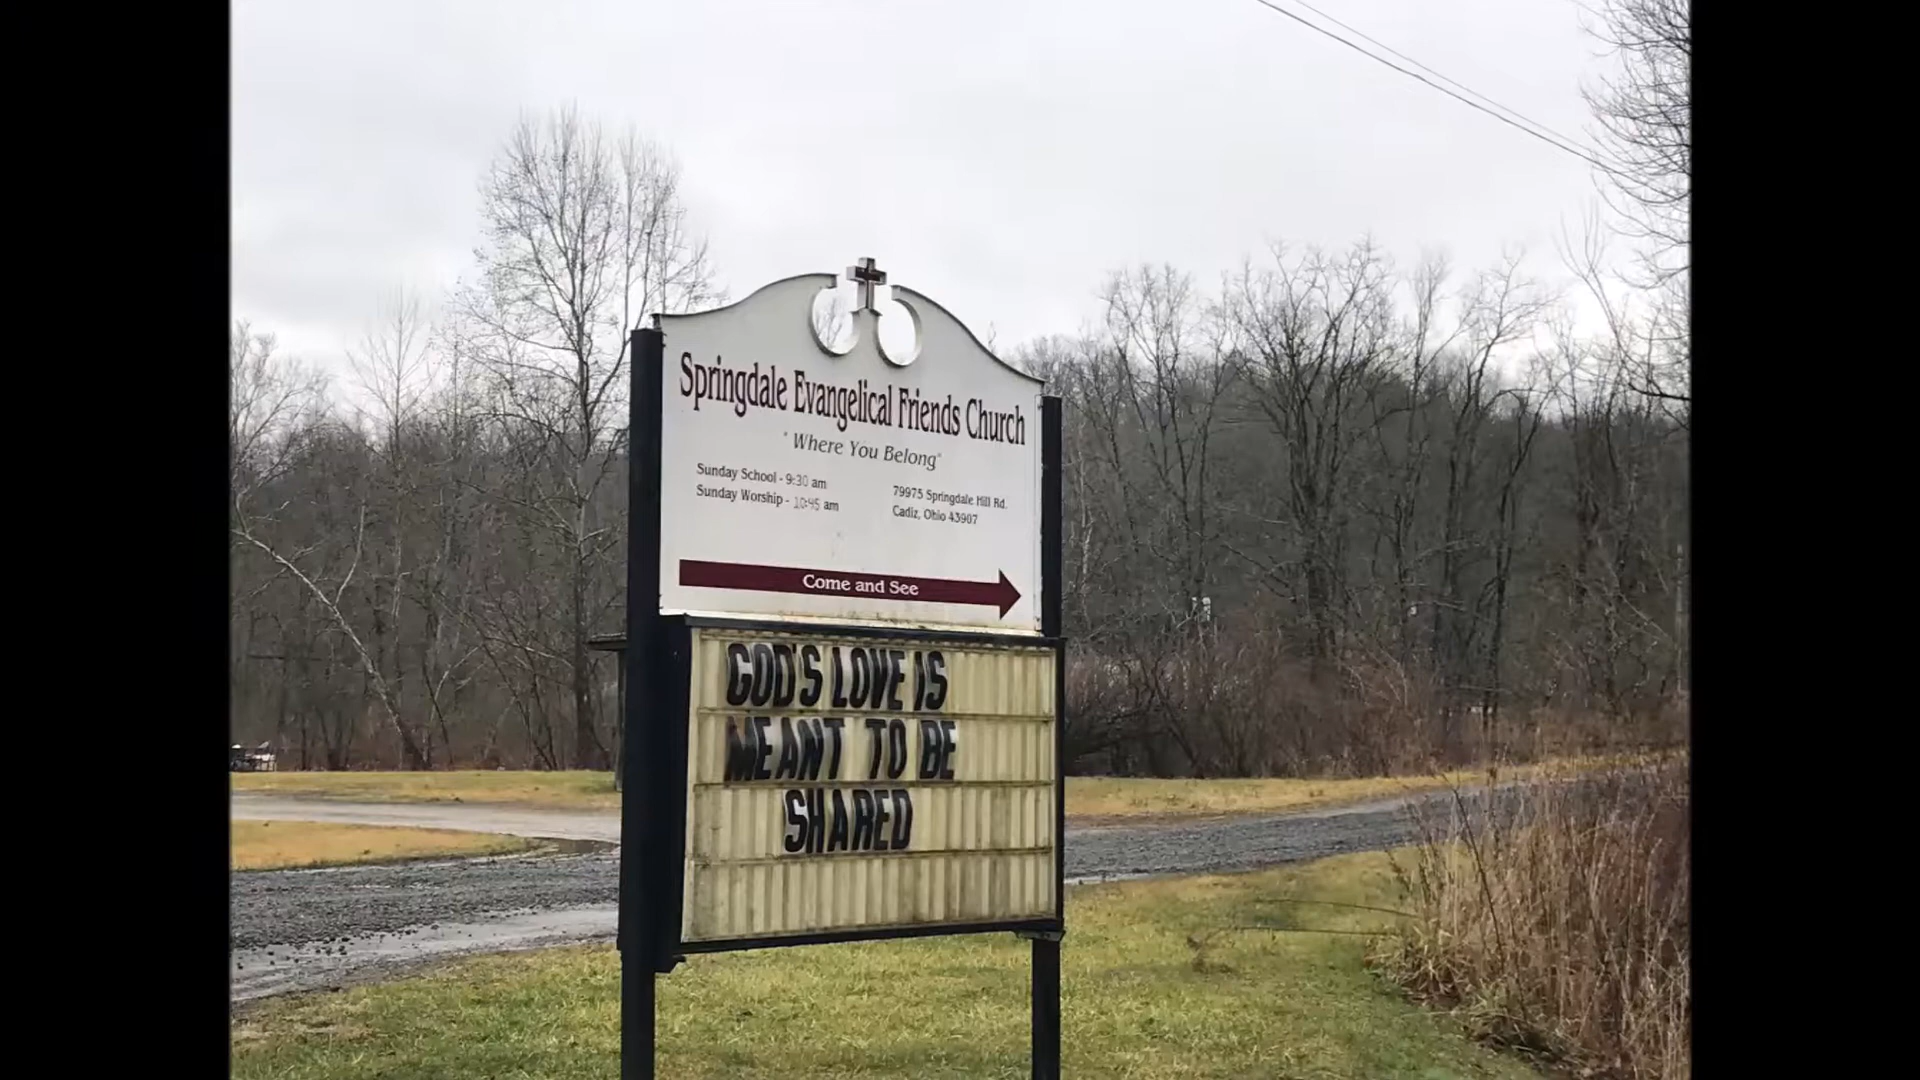 Springdale Evangelical Friends Church
"Where You Belong"
Sunday School - 9:30 am
Sunday Worship - 10:45 am
79975 Springdale Hill Rd.
Cadiz, Ohio 43907
Come and See
GOD'S LOVE IS
MEANT TO BE
SHARED